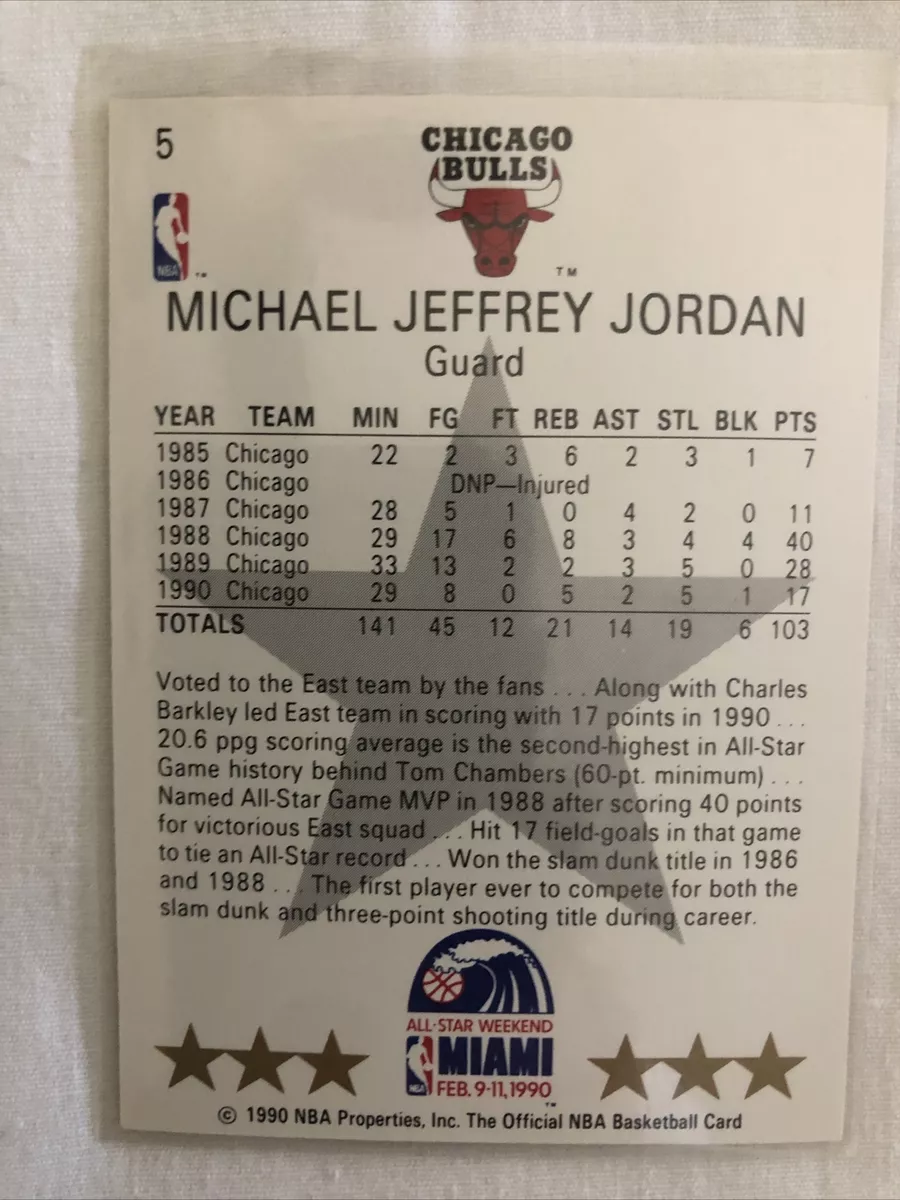 5
CHICAGO
BULLS
NBA ™
™
MICHAEL JEFFREY JORDAN
Guard
YEAR TEAM MIN FG FT REB AST STL BLK PTS
1985 Chicago 22 2 3 6 2 3 1 7
1986 Chicago DNP—Injured
1987 Chicago 28 5 1 0 4 2 0 11
1988 Chicago 29 17 6 8 3 4 4 40
1989 Chicago 33 13 2 2 3 5 0 28
1990 Chicago 29 8 0 5 2 5 1 17
TOTALS 141 45 12 21 14 19 6 103
Voted to the East team by the fans . . . Along with Charles
Barkley led East team in scoring with 17 points in 1990 . . .
20.6 ppg scoring average is the second-highest in All-Star
Game history behind Tom Chambers (60-pt. minimum) . . .
Named All-Star Game MVP in 1988 after scoring 40 points
for victorious East squad . . . Hit 17 field-goals in that game
to tie an All-Star record . . . Won the slam dunk title in 1986
and 1988 . . . The first player ever to compete for both the
slam dunk and three-point shooting title during career.
ALL-STAR WEEKEND
MIAMI
NBA FEB. 9-11, 1990
™
© 1990 NBA Properties, Inc. The Official NBA Basketball Card